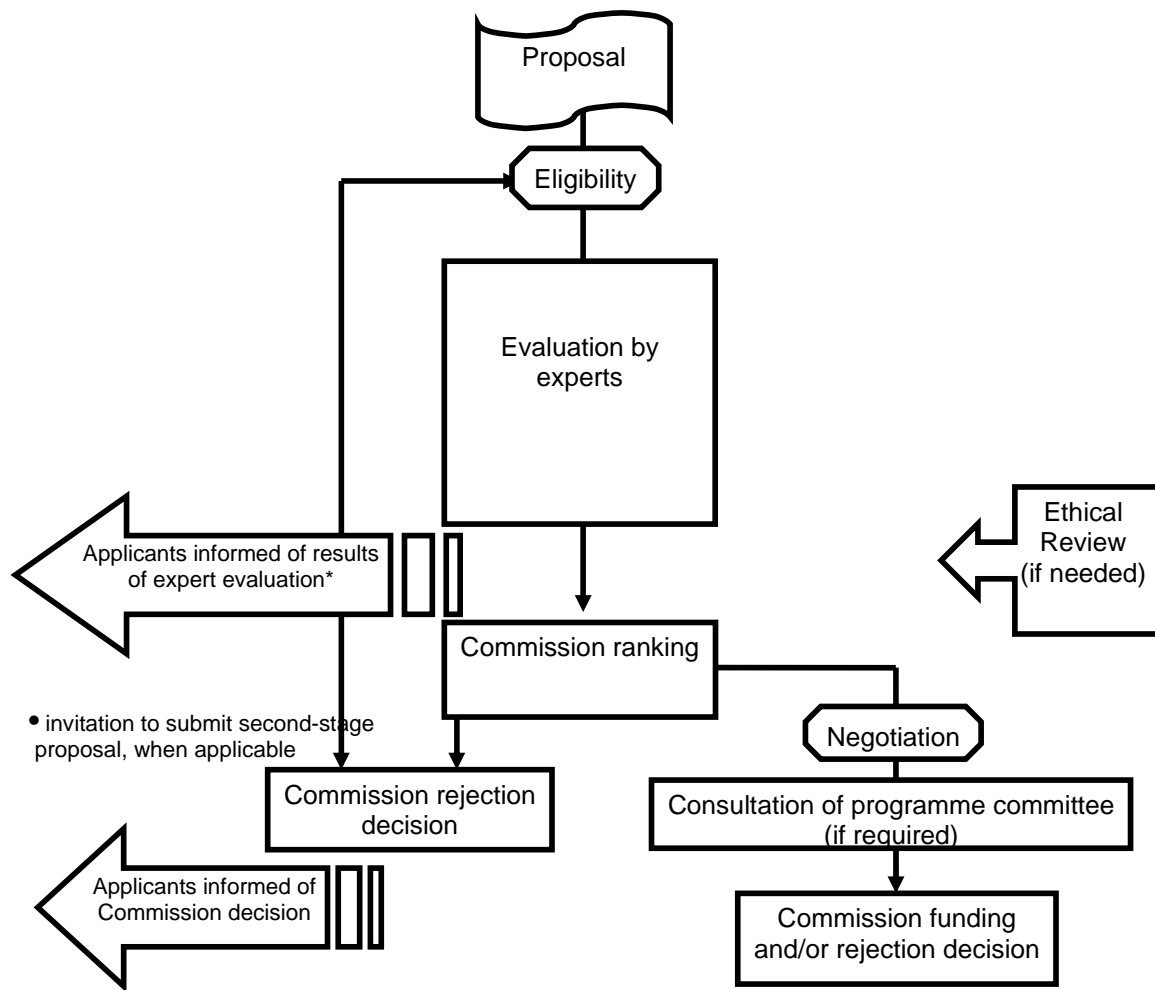 Proposal
Eligibility
Evaluation by
experts
Applicants informed of results
of expert evaluation*
Ethical
Review
(if needed)
Commission ranking
• invitation to submit second-stage
proposal, when applicable
Negotiation
Commission rejection
decision
Consultation of programme committee
(if required)
Applicants informed of
Commission decision
Commission funding
and/or rejection decision